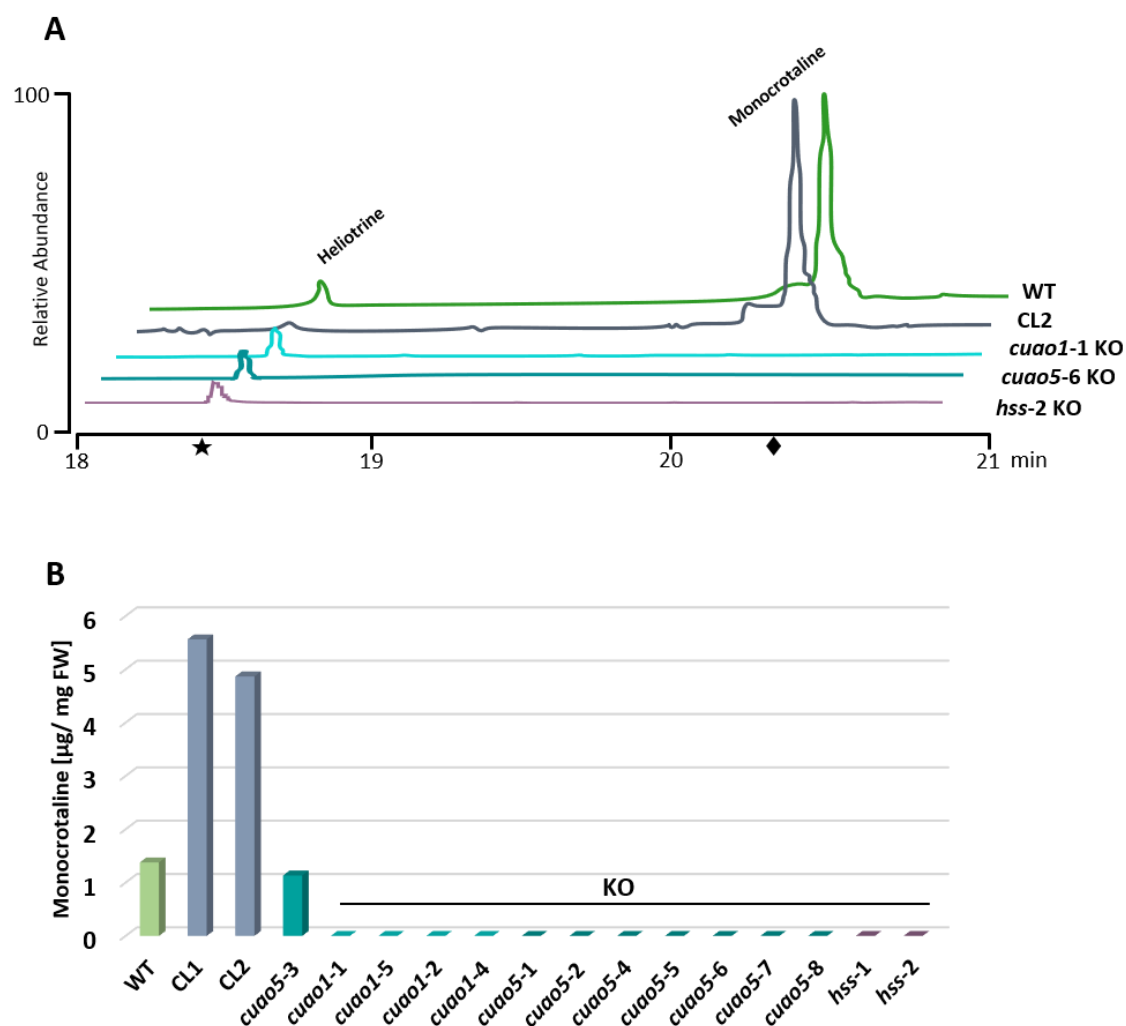 A
100
Relative Abundance
0
Heliotrine
Monocrotaline
WT
CL2
cuao1-1 KO
cuao5-6 KO
hss-2 KO
18
19
20
21 min
B
Monocrotaline [µg/ mg FW]
6
5
4
3
2
1
0
KO
WT
CL1
CL2
cuao5-3
cuao1-1
cuao1-5
cuao1-2
cuao1-4
cuao5-1
cuao5-2
cuao5-4
cuao5-5
cuao5-6
cuao5-7
cuao5-8
hss-1
hss-2